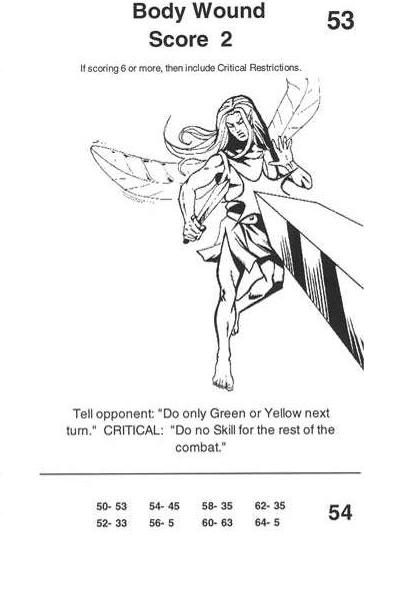 Body Wound
53
Score 2
If scoring 6 or more, then include Critical Restrictions.
Tell opponent: "Do only Green or Yellow next
turn." CRITICAL: "Do no Skill for the rest of the
combat."
50- 53 54- 45 58- 35 62- 35
52- 33 56- 5 60- 63 64- 5
54